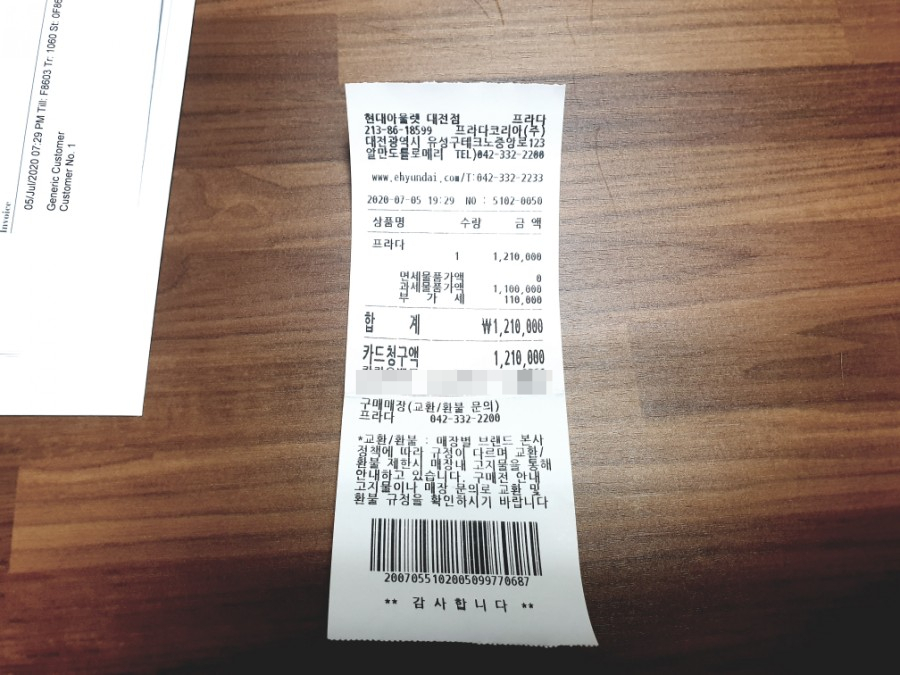 Invoice
05/Jul/2020 07:29 PM Till: F8603 Tr: 1060 St: 0F86
Generic Customer
Customer No. 1
현대아울렛 대전점 프라다
213-86-18599 프라다코리아(주)
대전광역시 유성구테크노중앙로123
알만도톨로메리 TEL)042-332-2200
www.ehyundai.com/T:042-332-2233
2020-07-05 19:29 NO : 5102-0050
상품명 수량 금 액
프라다
1 1,210,000
면세물품가액 0
과세물품가액 1,100,000
부 가 세 110,000
합 계 ₩1,210,000
카드청구액 1,210,000
구매매장(교환/환불 문의)
프라다 042-332-2200
*교환/환불 : 매장별 브랜드 본사
정책에 따라 규정이 다르며 교환/
환불 제한시 매장내 고지물을 통해
안내하고 있습니다. 구매전 안내
고지물이나 매장 문의로 교환 및
환불 규정을 확인하시기 바랍니다
2007055102005099770687
** 감사합니다 **